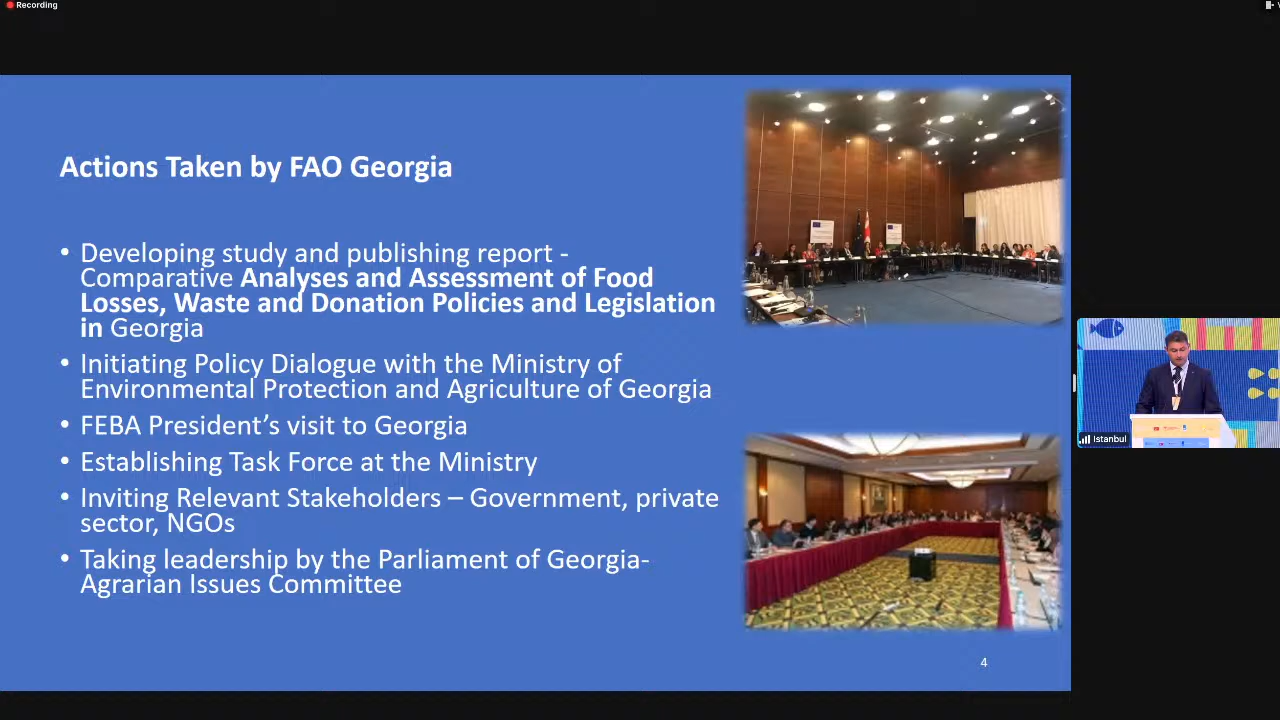 Recording
Actions Taken by FAO Georgia
• Developing study and publishing report -
Comparative Analyses and Assessment of Food
Losses, Waste and Donation Policies and Legislation
in Georgia
• Initiating Policy Dialogue with the Ministry of
Environmental Protection and Agriculture of Georgia
• FEBA President’s visit to Georgia
• Establishing Task Force at the Ministry
• Inviting Relevant Stakeholders – Government, private
sector, NGOs
• Taking leadership by the Parliament of Georgia-
Agrarian Issues Committee
4
Istanbul